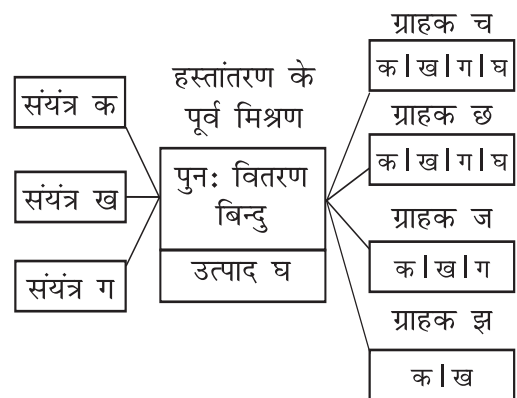 संयंत्र क
संयंत्र ख
संयंत्र ग
हस्तांतरण के
पूर्व मिश्रण
पुनः वितरण
बिन्दु
उत्पाद घ
ग्राहक च
क | ख | ग | घ
ग्राहक छ
क | ख | ग | घ
ग्राहक ज
क | ख | ग
ग्राहक झ
क | ख